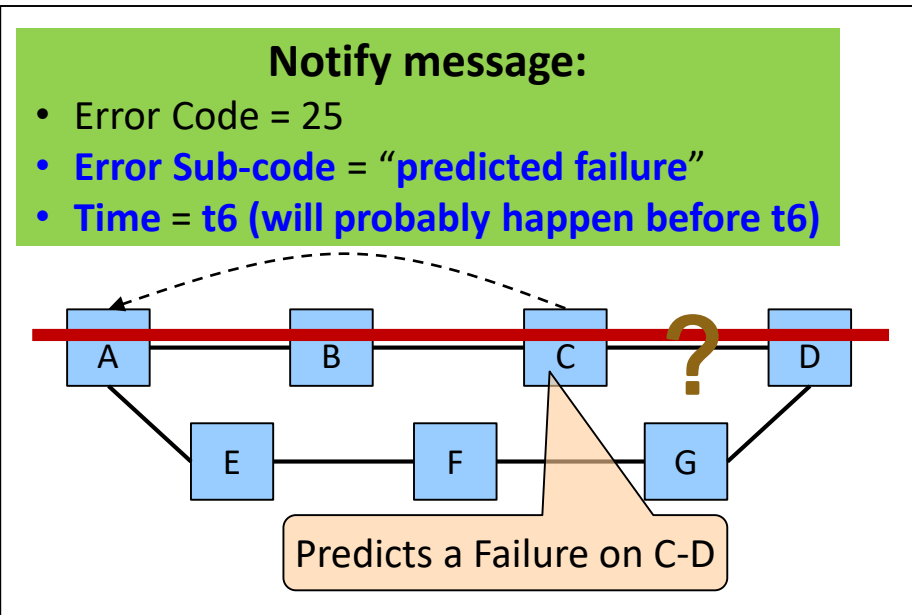 Notify message:
• Error Code = 25
• Error Sub-code = “predicted failure”
• Time = t6 (will probably happen before t6)
A B C ? D
E F G
Predicts a Failure on C-D